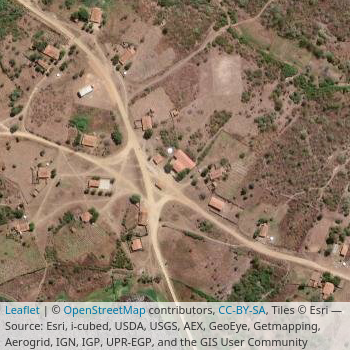 Leaflet | © OpenStreetMap contributors, CC-BY-SA, Tiles © Esri —
Source: Esri, i-cubed, USDA, USGS, AEX, GeoEye, Getmapping,
Aerogrid, IGN, IGP, UPR-EGP, and the GIS User Community